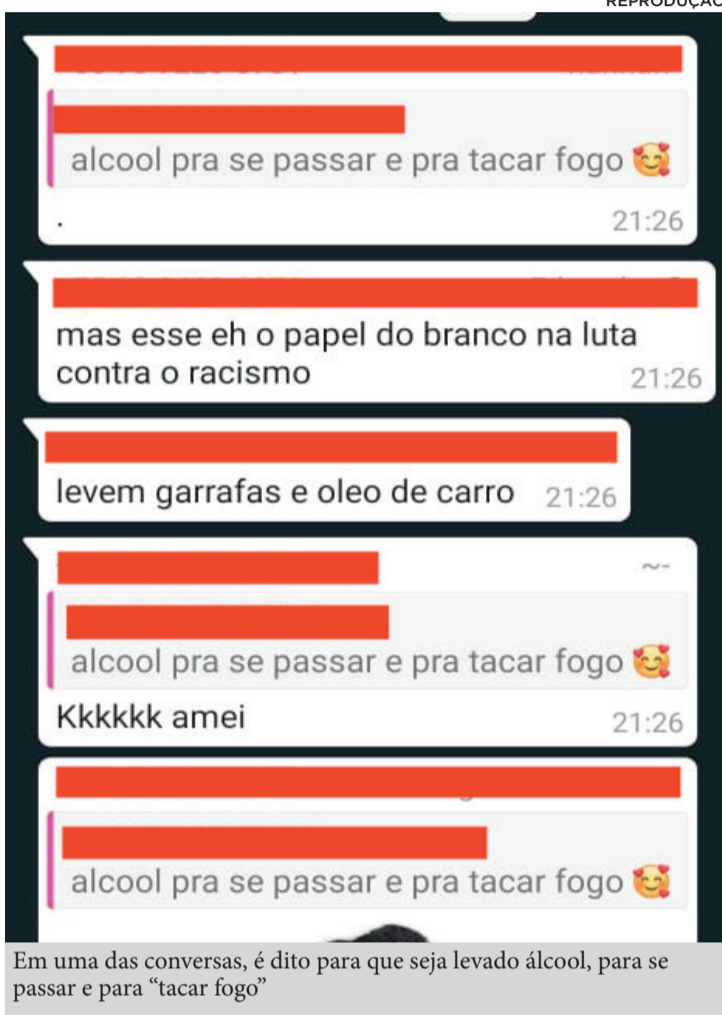 REPRODUÇÃO
alcool pra se passar e pra tacar fogo 🥰
.
21:26
mas esse eh o papel do branco na luta
contra o racismo
21:26
levem garrafas e oleo de carro 21:26
~-
alcool pra se passar e pra tacar fogo 🥰
Kkkkkk amei
21:26
alcool pra se passar e pra tacar fogo 🥰
Em uma das conversas, é dito para que seja levado álcool, para se
passar e para “tacar fogo”